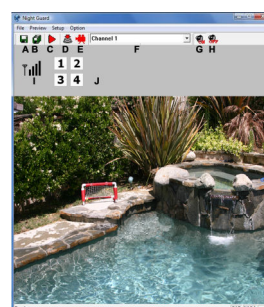 Night Guard
File Preview Setup Option
Channel 1
A B C D E F G H
1 2
3 4
I J